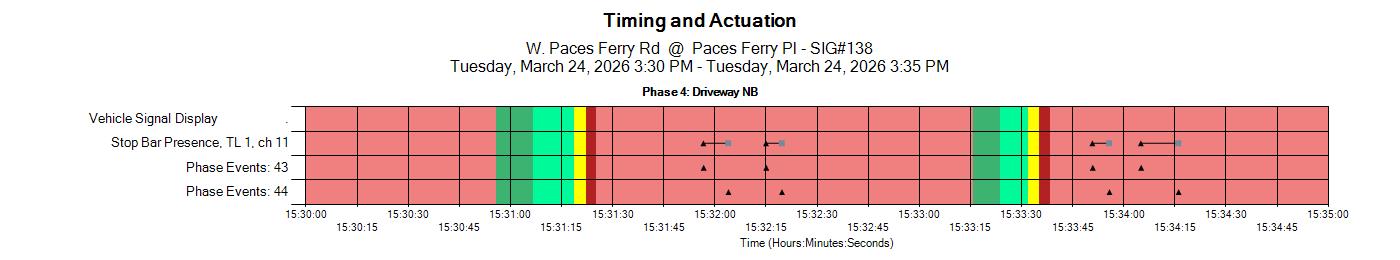 Timing and Actuation
W. Paces Ferry Rd @ Paces Ferry Pl - SIG#138
Tuesday, March 24, 2026 3:30 PM - Tuesday, March 24, 2026 3:35 PM
Phase 4: Driveway NB
Vehicle Signal Display .
Stop Bar Presence, TL 1, ch 11
Phase Events: 43
Phase Events: 44
15:30:00 15:30:30 15:31:00 15:31:30 15:32:00 15:32:30 15:33:00 15:33:30 15:34:00 15:34:30 15:35:00
15:30:15 15:30:45 15:31:15 15:31:45 15:32:15 15:32:45 15:33:15 15:33:45 15:34:15 15:34:45
Time (Hours:Minutes:Seconds)